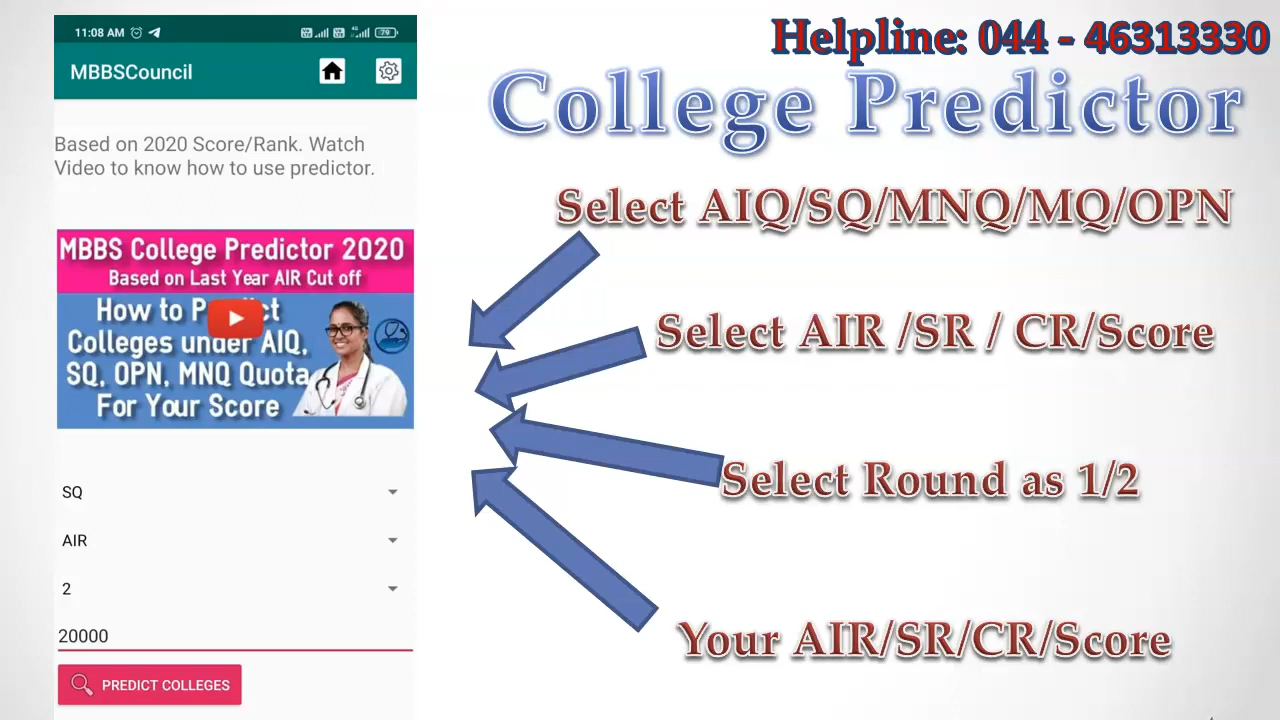 11:08 AM
4G
79
MBBSCouncil
Based on 2020 Score/Rank. Watch
Video to know how to use predictor.
MBBS College Predictor 2020
Based on Last Year AIR Cut off
How to P ct
Colleges under AIQ,
SQ, OPN, MNQ Quota
For Your Score
SQ
AIR
2
20000
PREDICT COLLEGES
Helpline: 044 - 46313330
College Predictor
Select AIQ/SQ/MNQ/MQ/OPN
Select AIR /SR / CR/Score
Select Round as 1/2
Your AIR/SR/CR/Score